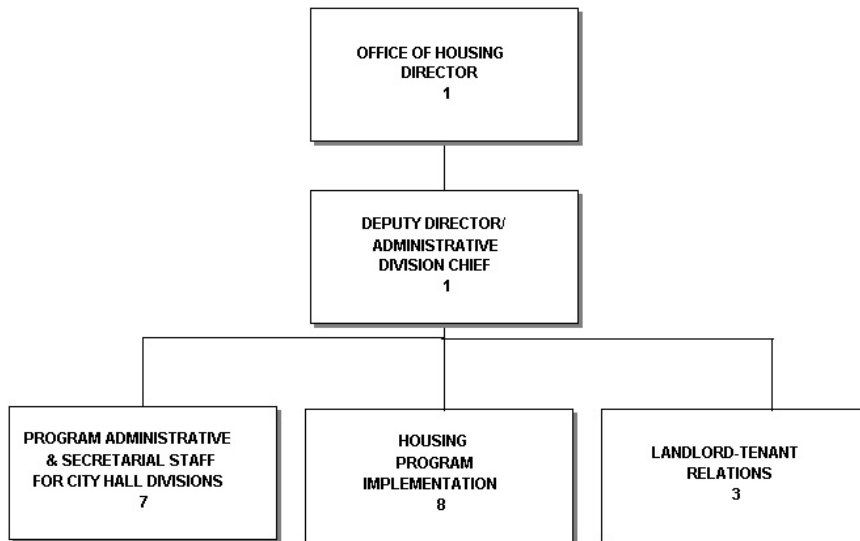 OFFICE OF HOUSING
DIRECTOR
1
DEPUTY DIRECTOR/
ADMINISTRATIVE
DIVISION CHIEF
1
PROGRAM ADMINISTRATIVE
& SECRETARIAL STAFF
FOR CITY HALL DIVISIONS
7
HOUSING
PROGRAM
IMPLEMENTATION
8
LANDLORD-TENANT
RELATIONS
3